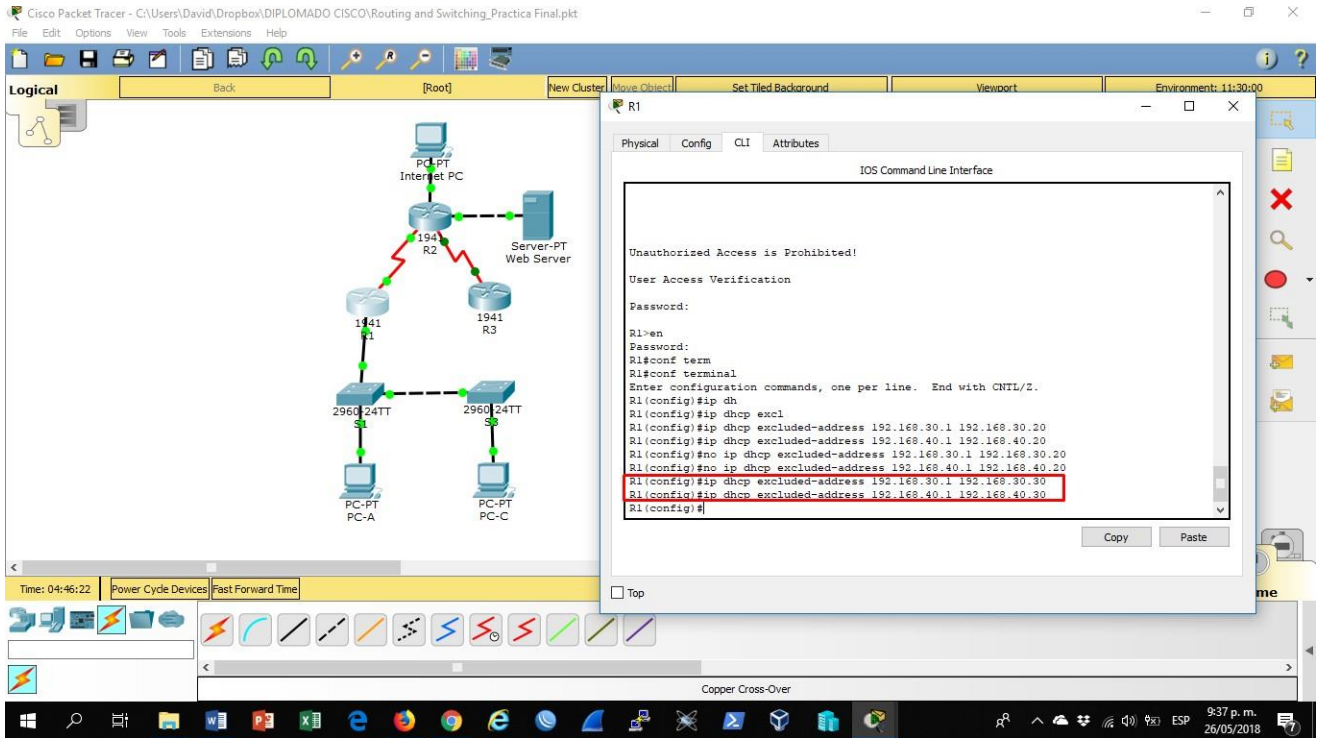 Cisco Packet Tracer - C:\Users\David\Dropbox\DIPLOMADO CISCO\Routing and Switching_Practica Final.pkt
File Edit Options View Tools Extensions Help
Logical
Back
[Root]
New Cluster
Move Object
Set Tiled Background
Viewport
Environment: 11:30:00
PC-PT
Internet PC
1941
R2
Server-PT
Web Server
1941
R1
1941
R3
2960-24TT
S1
2960-24TT
S3
PC-PT
PC-A
PC-PT
PC-C
R1
Physical Config CLI Attributes
IOS Command Line Interface
Unauthorized Access is Prohibited!
User Access Verification
Password:
R1>en
Password:
R1#conf term
R1#conf terminal
Enter configuration commands, one per line. End with CNTL/Z.
R1(config)#ip dh
R1(config)#ip dhcp excl
R1(config)#ip dhcp excluded-address 192.168.30.1 192.168.30.20
R1(config)#ip dhcp excluded-address 192.168.40.1 192.168.40.20
R1(config)#no ip dhcp excluded-address 192.168.30.1 192.168.30.20
R1(config)#no ip dhcp excluded-address 192.168.40.1 192.168.40.20
R1(config)#ip dhcp excluded-address 192.168.30.1 192.168.30.30
R1(config)#ip dhcp excluded-address 192.168.40.1 192.168.40.30
R1(config)#
Copy
Paste
Top
Time: 04:46:22
Power Cycle Devices
Fast Forward Time
me
Copper Cross-Over
ESP
9:37 p. m.
26/05/2018